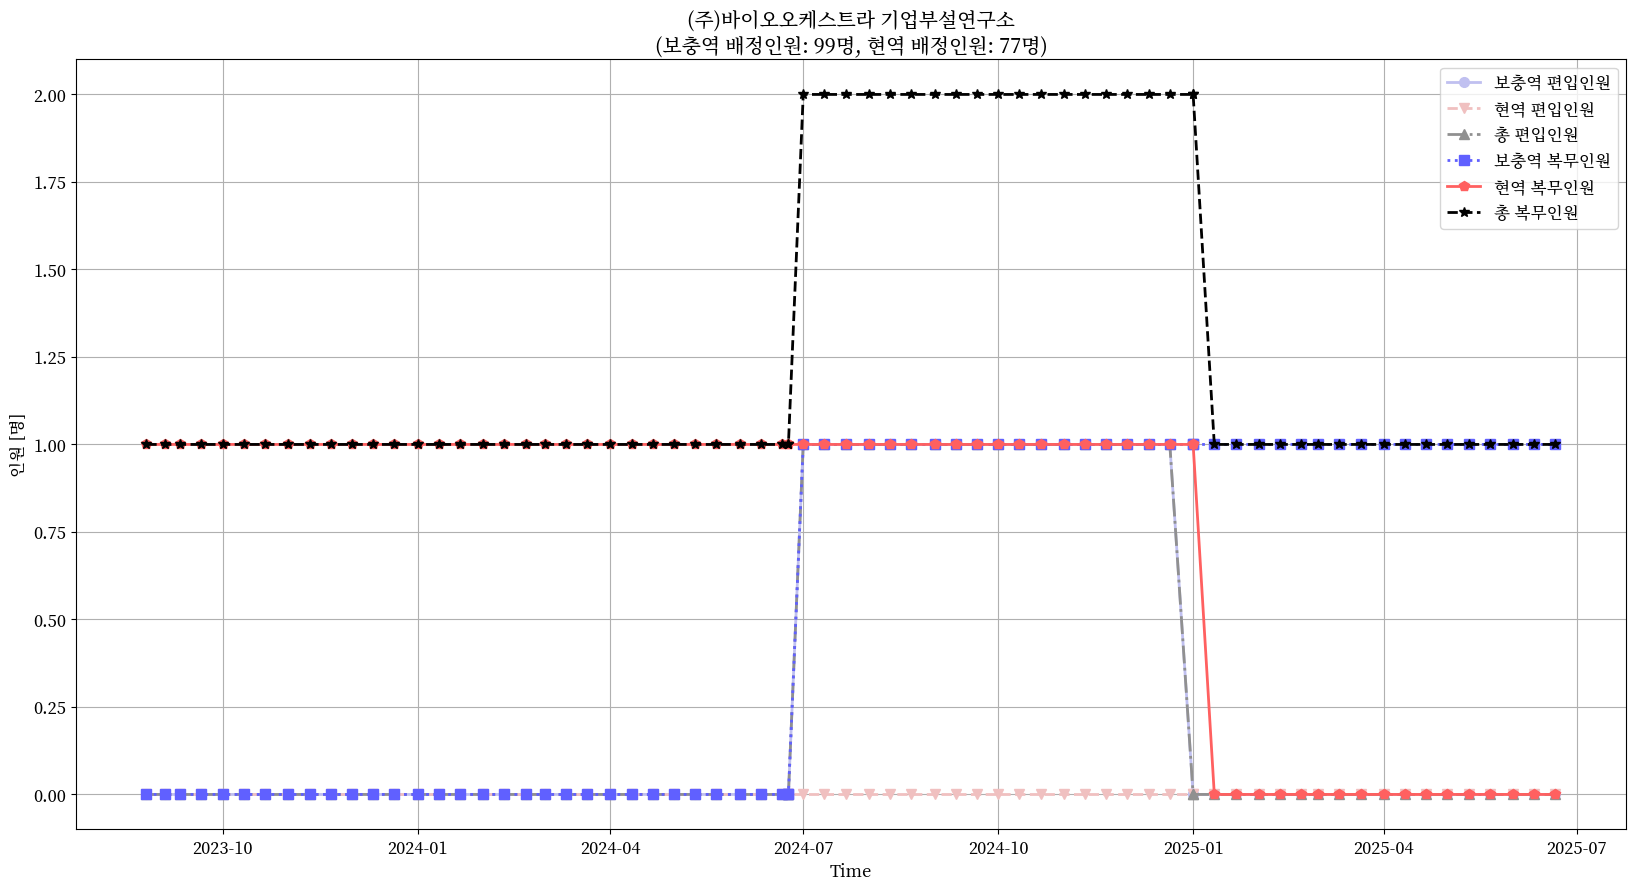 (주)바이오오케스트라 기업부설연구소
(보충역 배정인원: 99명, 현역 배정인원: 77명)
보충역 편입인원
현역 편입인원
총 편입인원
보충역 복무인원
현역 복무인원
총 복무인원
인원 [명]
2.00
1.75
1.50
1.25
1.00
0.75
0.50
0.25
0.00
2023-10
2024-01
2024-04
2024-07
2024-10
2025-01
2025-04
2025-07
Time